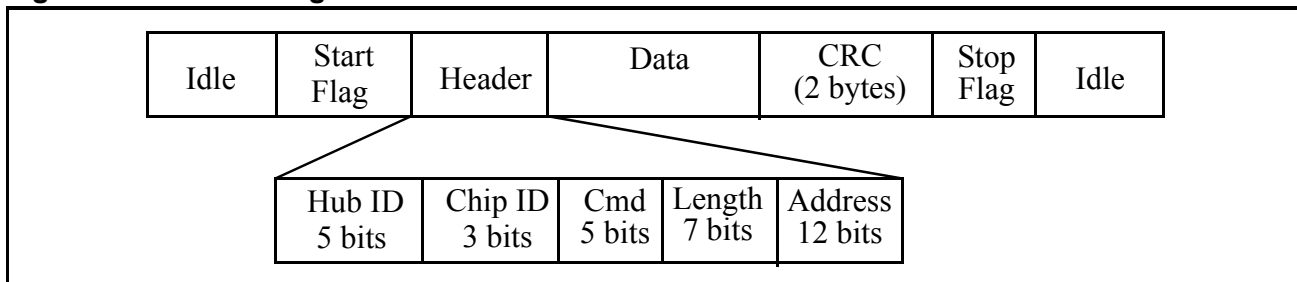 Idle
Start
Flag
Header
Data
CRC
(2 bytes)
Stop
Flag
Idle
Hub ID
5 bits
Chip ID
3 bits
Cmd
5 bits
Length
7 bits
Address
12 bits